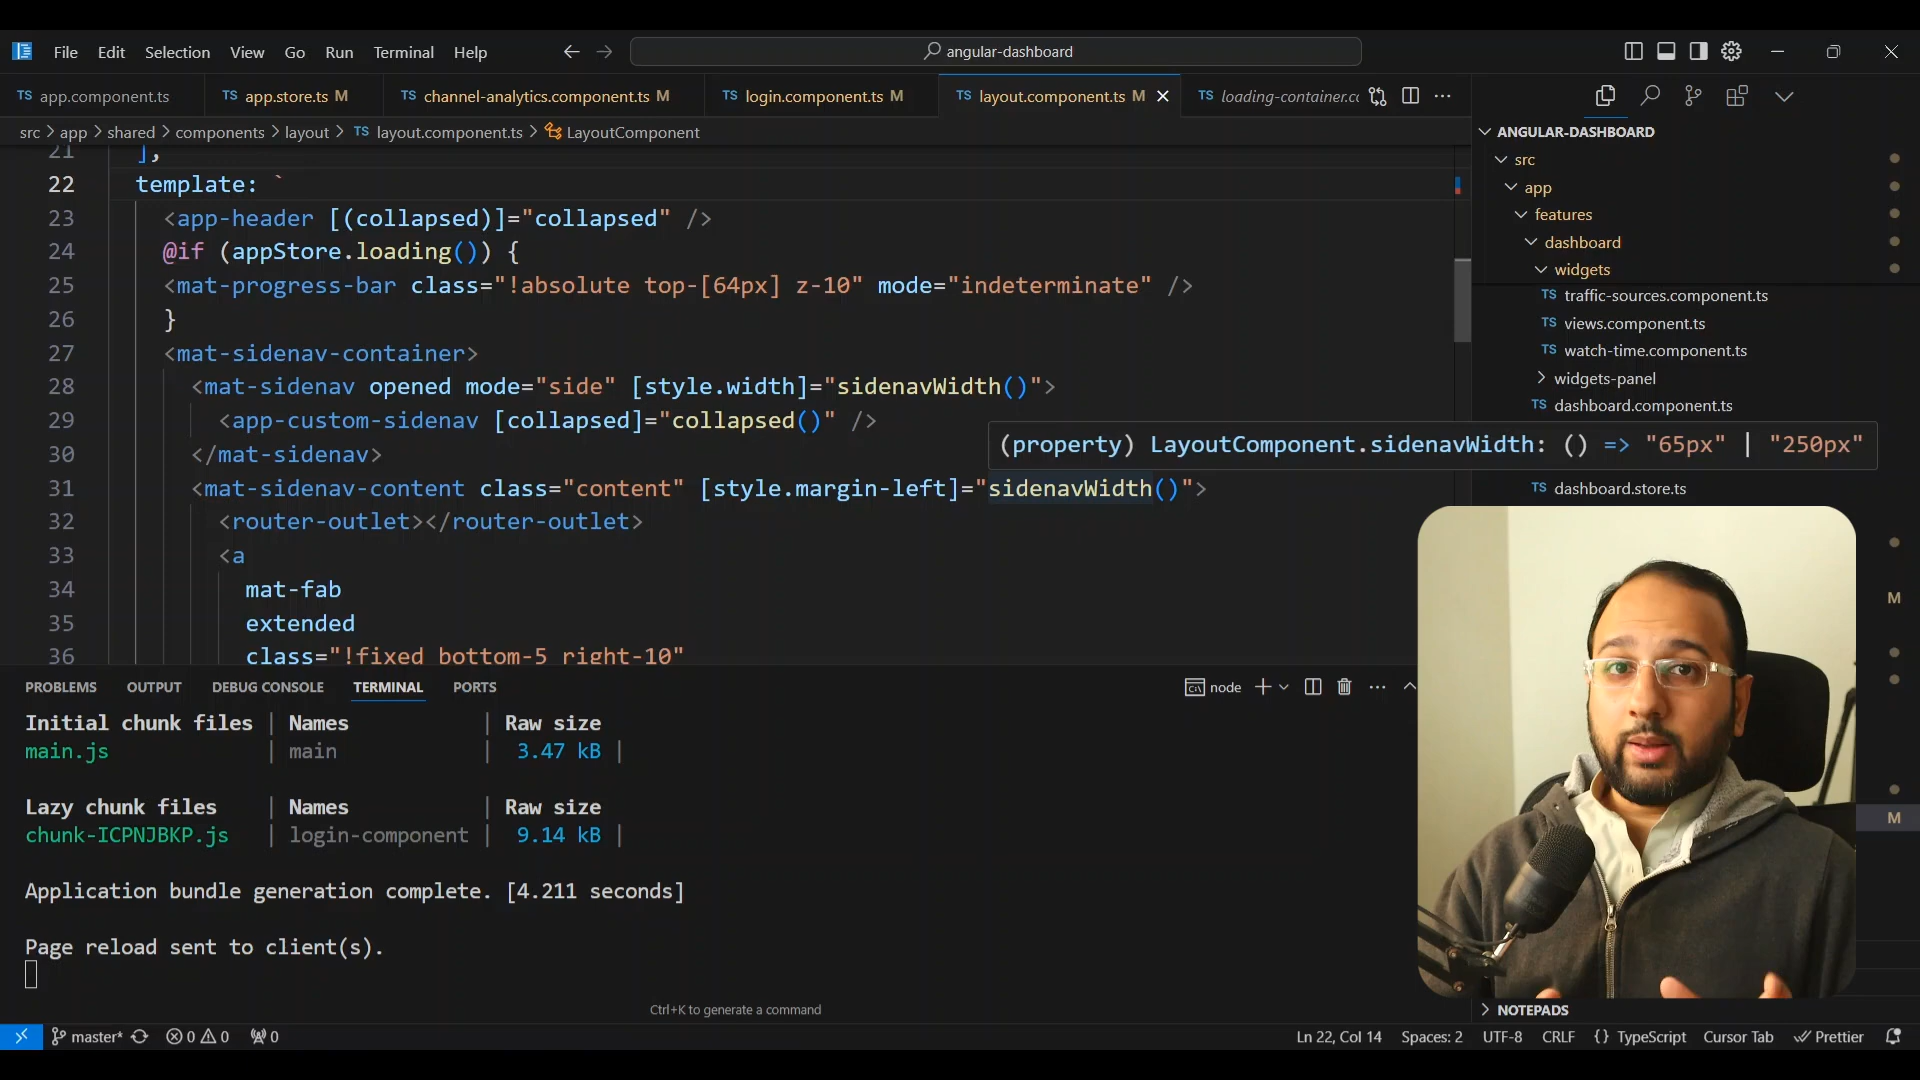 File Edit Selection View Go Run Terminal Help
angular-dashboard
TS app.component.ts
TS app.store.ts M
TS channel-analytics.component.ts M
TS login.component.ts M
TS layout.component.ts M
TS loading-container.cc
src > app > shared > components > layout > TS layout.component.ts > LayoutComponent
21 ],
22 template: `
23 <app-header [(collapsed)]="collapsed" />
24 @if (appStore.loading()) {
25 <mat-progress-bar class="!absolute top-[64px] z-10" mode="indeterminate" />
26 }
27 <mat-sidenav-container>
28 <mat-sidenav opened mode="side" [style.width]="sidenavWidth()">
29 <app-custom-sidenav [collapsed]="collapsed()" />
(property) LayoutComponent.sidenavWidth: () => "65px" | "250px"
30 </mat-sidenav>
31 <mat-sidenav-content class="content" [style.margin-left]="sidenavWidth()">
32 <router-outlet></router-outlet>
33 <a
34 mat-fab
35 extended
36 class="!fixed bottom-5 right-10"
ANGULAR-DASHBOARD
src
app
features
dashboard
widgets
TS traffic-sources.component.ts
TS views.component.ts
TS watch-time.component.ts
widgets-panel
TS dashboard.component.ts
TS dashboard.store.ts
M
M
NOTEPADS
PROBLEMS OUTPUT DEBUG CONSOLE TERMINAL PORTS
node
Initial chunk files | Names | Raw size
main.js | main | 3.47 kB |
Lazy chunk files | Names | Raw size
chunk-ICPNJBKP.js | login-component | 9.14 kB |
Application bundle generation complete. [4.211 seconds]
Page reload sent to client(s).
Ctrl+K to generate a command
master* 0 0 0
Ln 22, Col 14 Spaces: 2 UTF-8 CRLF {} TypeScript Cursor Tab Prettier